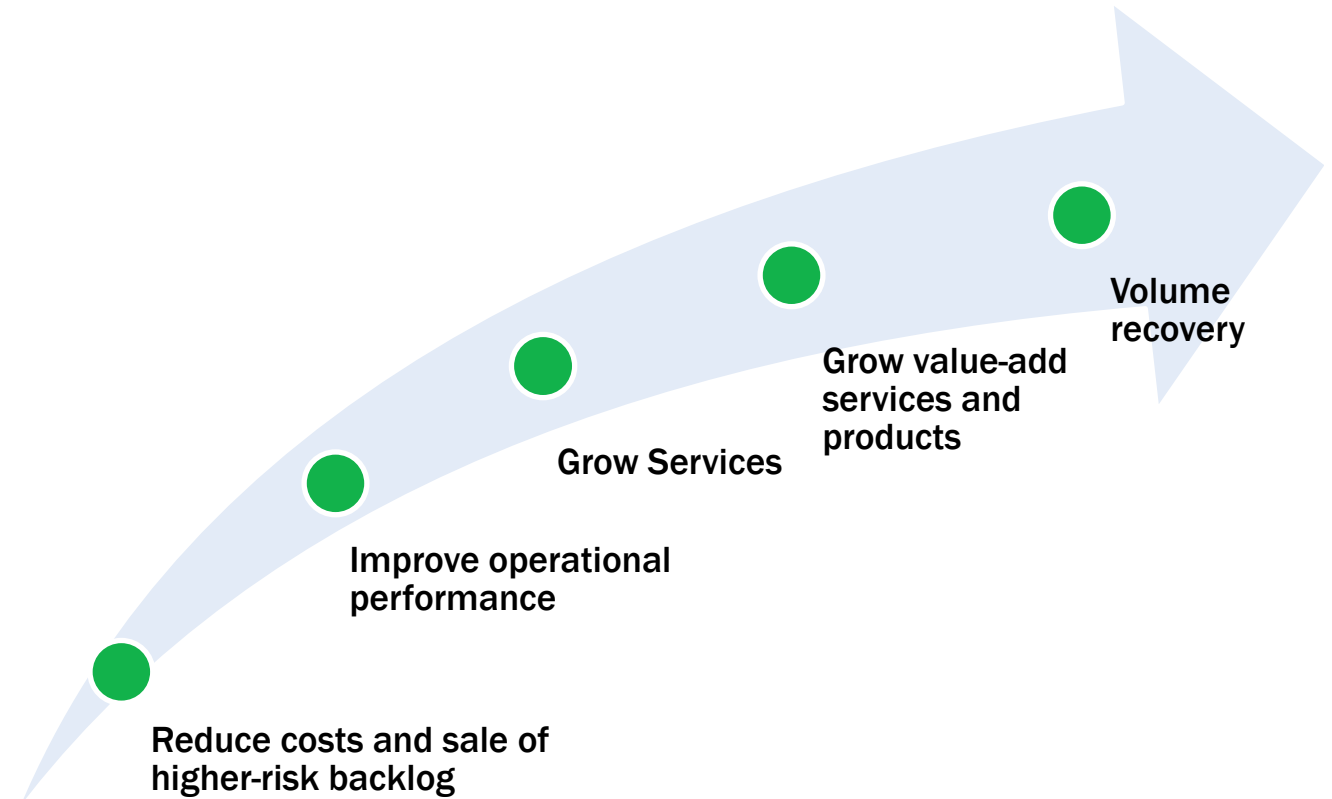 Volume
recovery
Grow value-add
services and
products
Grow Services
Improve operational
performance
Reduce costs and sale of
higher-risk backlog